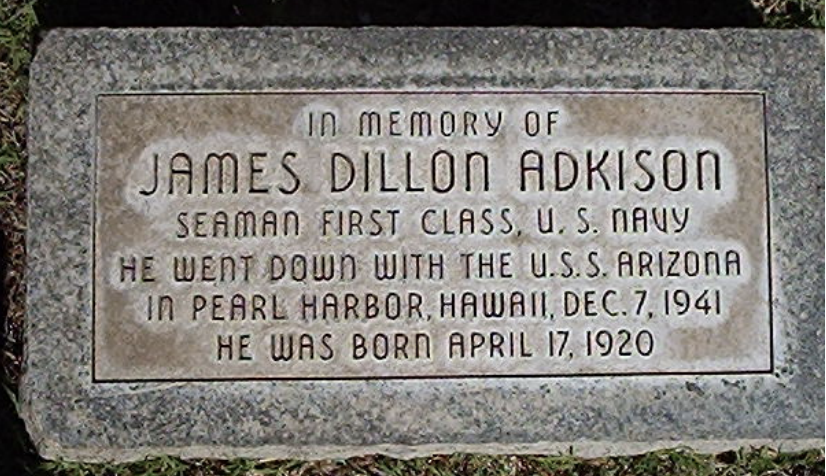 IN MEMORY OF
JAMES DILLON ADKISON
SEAMAN FIRST CLASS, U. S. NAVY
HE WENT DOWN WITH THE U.S.S. ARIZONA
IN PEARL HARBOR, HAWAII, DEC. 7, 1941
HE WAS BORN APRIL 17, 1920